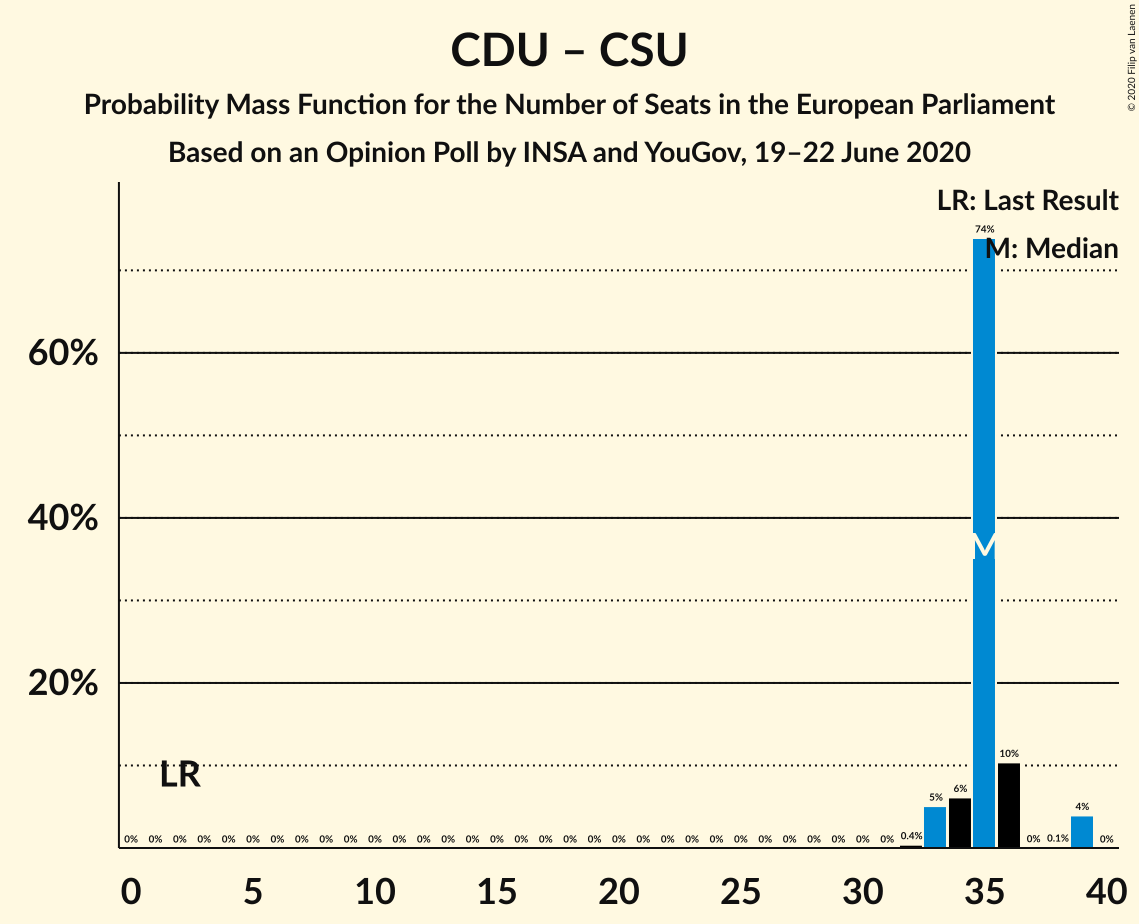 CDU – CSU
Probability Mass Function for the Number of Seats in the European Parliament
Based on an Opinion Poll by INSA and YouGov, 19–22 June 2020
© 2020 Filip van Laenen
LR: Last Result
M: Median
74%
60%
40%
M
20%
LR
10%
6%
5%
4%
0% 0% 0% 0% 0% 0% 0% 0% 0% 0% 0% 0% 0% 0% 0% 0% 0% 0% 0% 0% 0% 0% 0% 0% 0% 0% 0% 0% 0% 0% 0% 0% 0.4% 0% 0.1% 0%
0 5 10 15 20 25 30 35 40